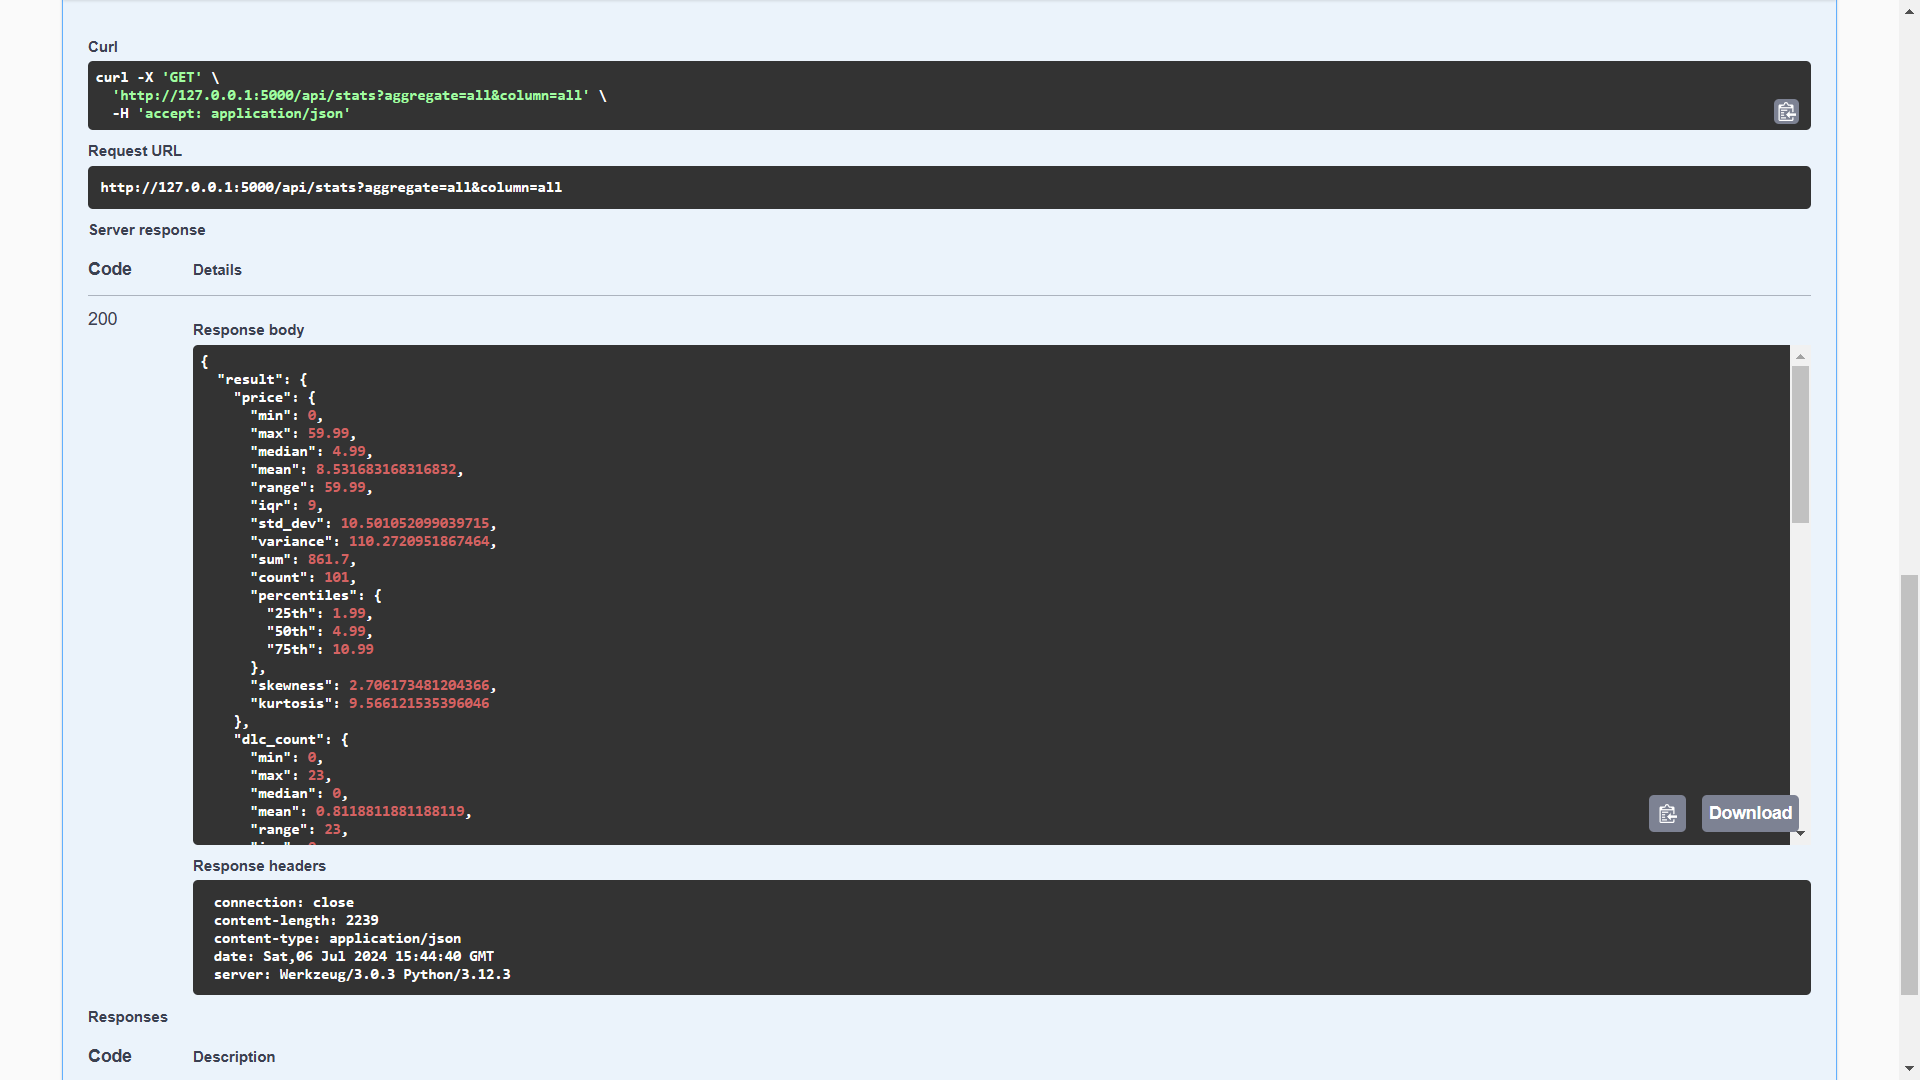 Curl
curl -X 'GET' \
'http://127.0.0.1:5000/api/stats?aggregate=all&column=all' \
-H 'accept: application/json'
Request URL
http://127.0.0.1:5000/api/stats?aggregate=all&column=all
Server response
Code Details
200
Response body
{
"result": {
"price": {
"min": 0,
"max": 59.99,
"median": 4.99,
"mean": 8.531683168316832,
"range": 59.99,
"iqr": 9,
"std_dev": 10.501052099039715,
"variance": 110.2720951867464,
"sum": 861.7,
"count": 101,
"percentiles": {
"25th": 1.99,
"50th": 4.99,
"75th": 10.99
},
"skewness": 2.706173481204366,
"kurtosis": 9.566121535396046
},
"dlc_count": {
"min": 0,
"max": 23,
"median": 0,
"mean": 0.8118811881188119,
"range": 23,
Download
Response headers
connection: close
content-length: 2239
content-type: application/json
date: Sat,06 Jul 2024 15:44:40 GMT
server: Werkzeug/3.0.3 Python/3.12.3
Responses
Code Description